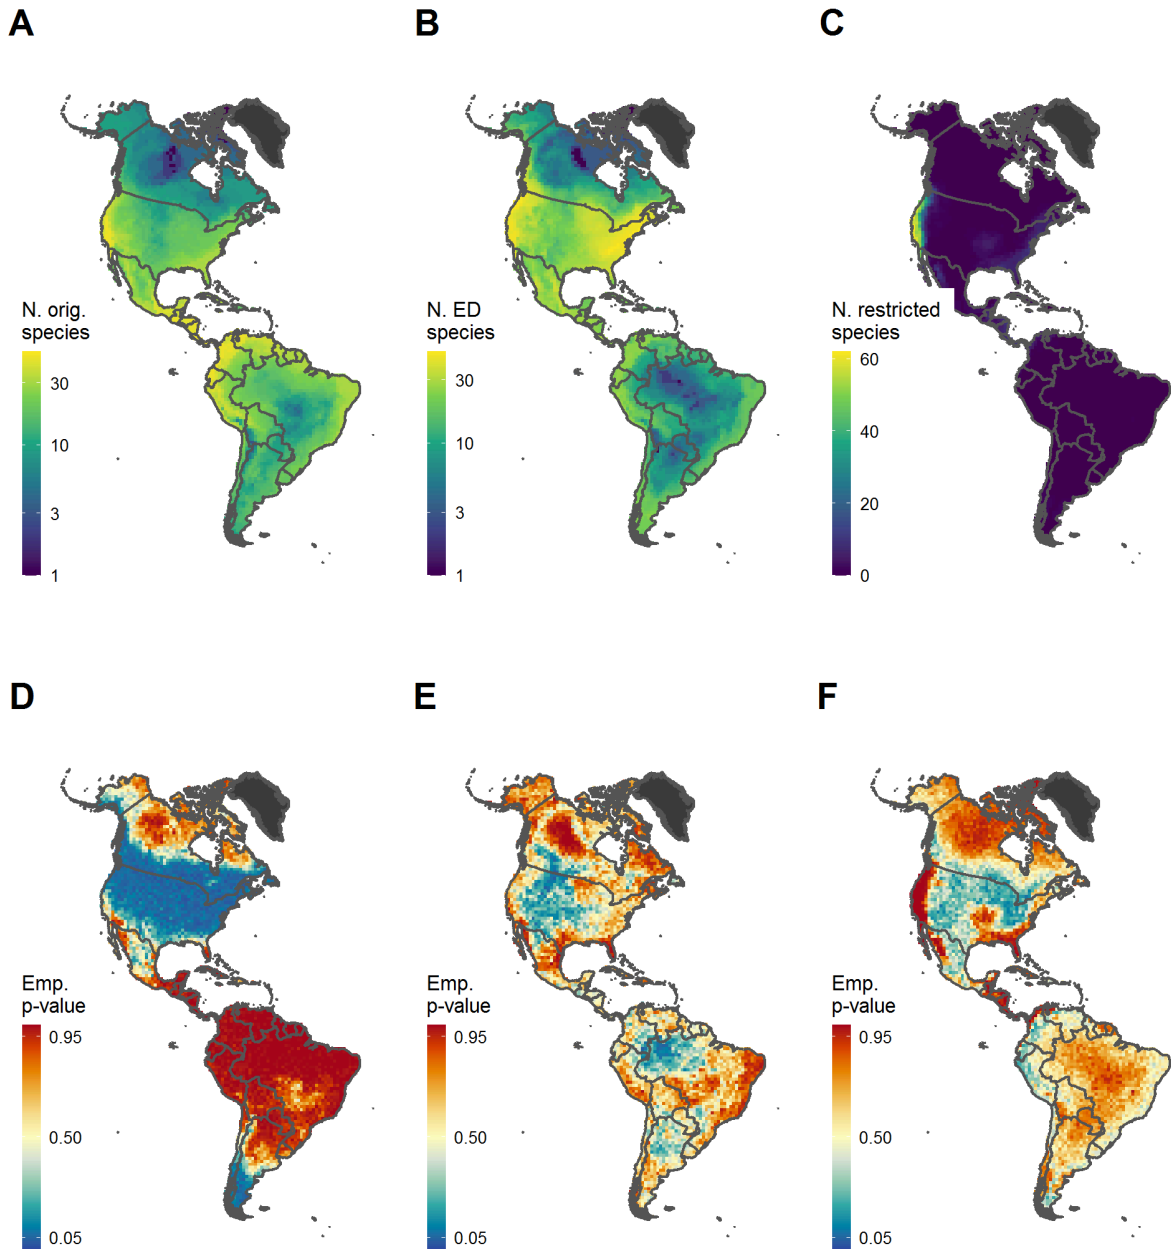 A
B
C
N. orig.
species
30
10
3
1
N. ED
species
30
10
3
1
N. restricted
species
60
40
20
0
D
E
F
Emp.
p-value
0.95
0.50
0.05
Emp.
p-value
0.95
0.50
0.05
Emp.
p-value
0.95
0.50
0.05